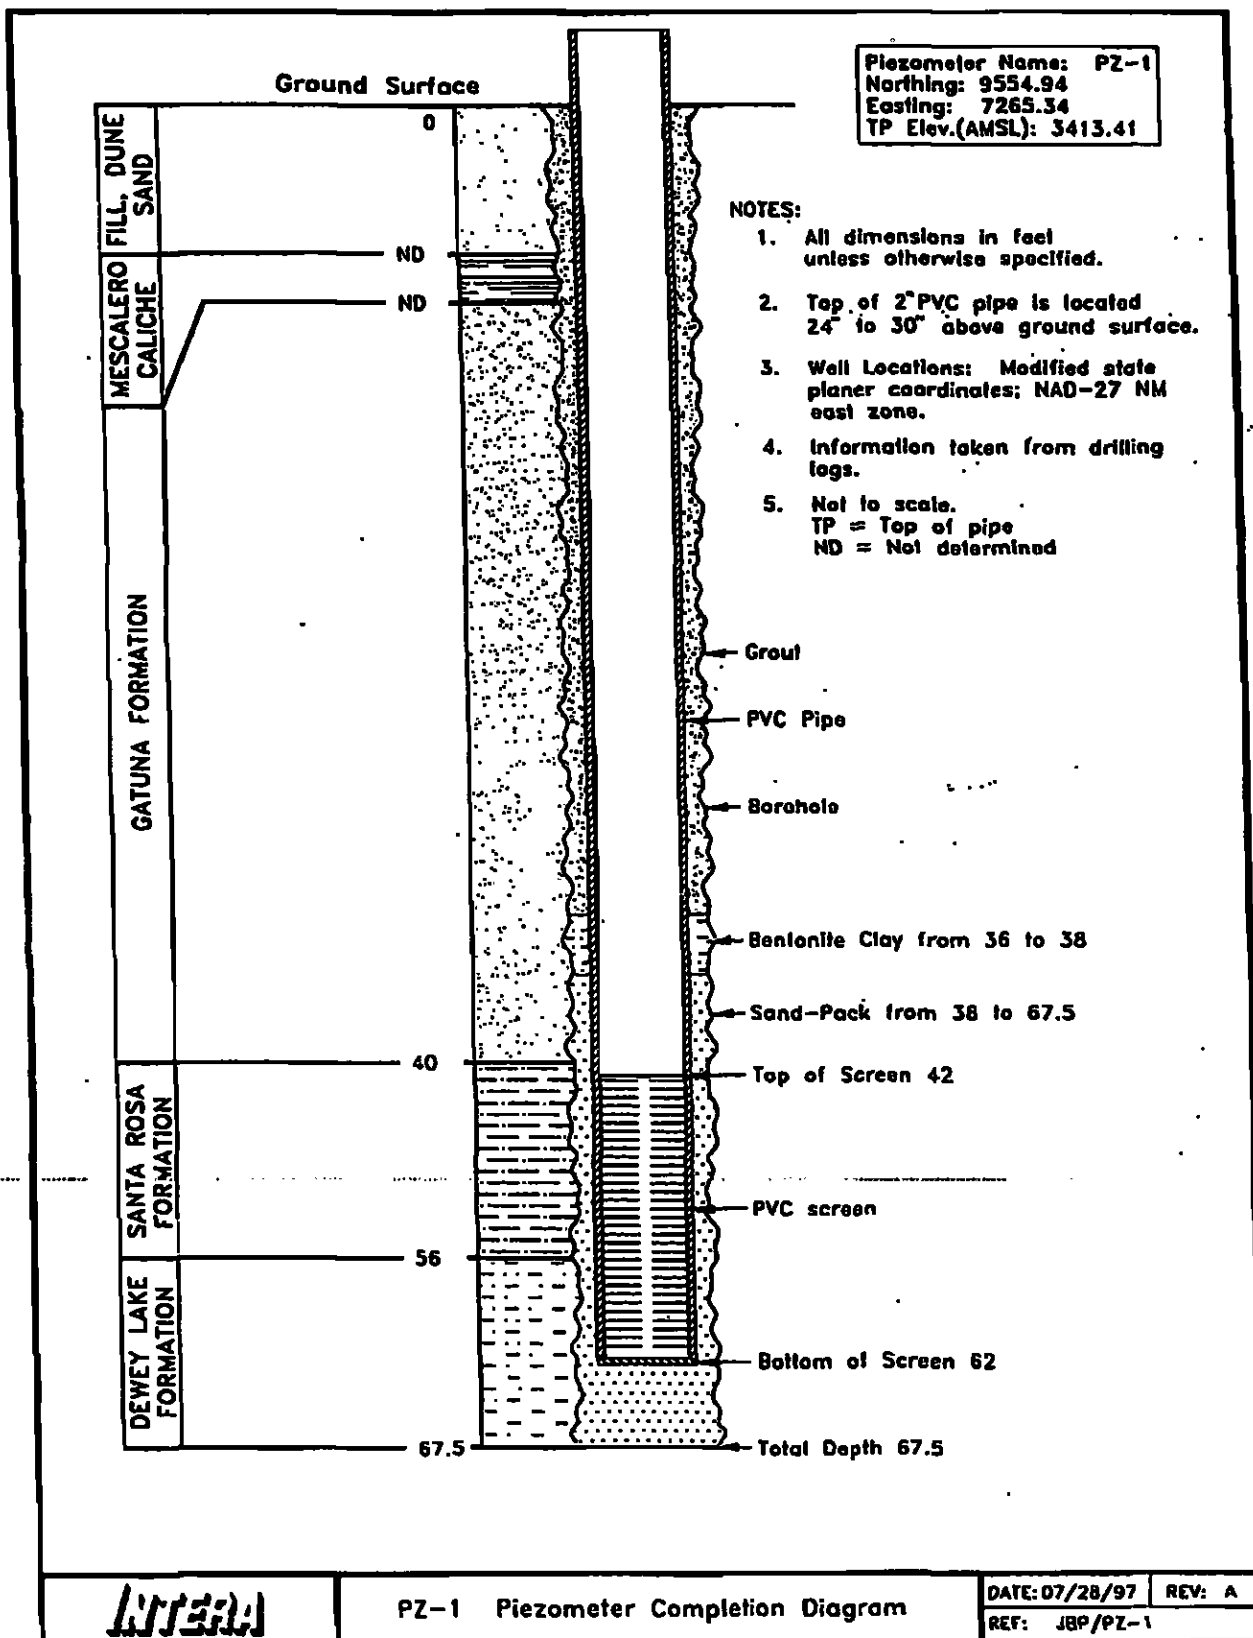 Piezometer Name: PZ-1
Northing: 9554.94
Easting: 7265.34
TP Elev.(AMSL): 3413.41
Ground Surface
0
FILL, DUNE
SAND
ND
MESCALERO
CALICHE
ND
NOTES:
1. All dimensions in feet
unless otherwise specified.
2. Top of 2" PVC pipe is located
24" to 30" above ground surface.
3. Well Locations: Modified state
planer coordinates; NAD-27 NM
east zone.
4. Information taken from drilling
logs.
5. Not to scale.
TP = Top of pipe
ND = Not determined
GATUNA FORMATION
Grout
PVC Pipe
Borehole
Bentonite Clay from 36 to 38
Sand-Pack from 38 to 67.5
40
Top of Screen 42
SANTA ROSA
FORMATION
PVC screen
56
DEWEY LAKE
FORMATION
Bottom of Screen 62
67.5
Total Depth 67.5
INTERA
PZ-1 Piezometer Completion Diagram
DATE: 07/28/97 REV: A
REF: JBP/PZ-1